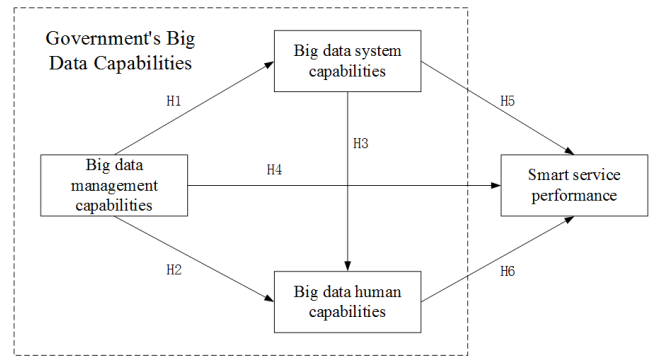 Government's Big
Data Capabilities
Big data system
capabilities
H1
H5
H3
Big data
management
capabilities
H4
Smart service
performance
H2
H6
Big data human
capabilities